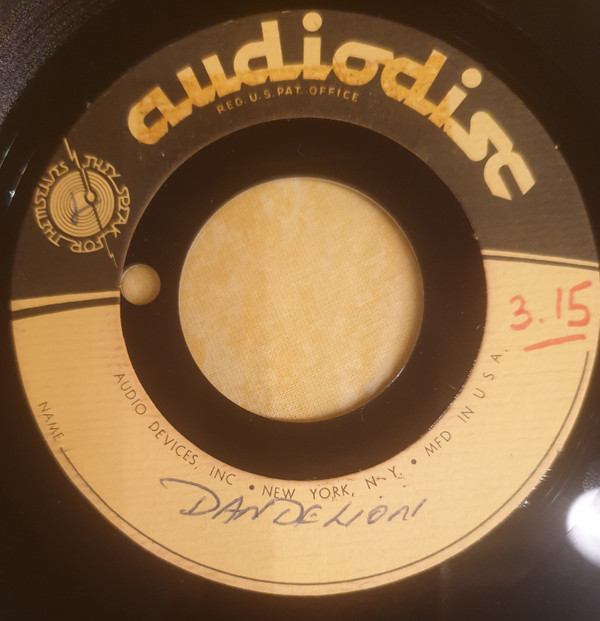 audiodisc
REG. U.S. PAT. OFFICE
THEY SPEAK FOR THEMSELVES
3.15
NAME
AUDIO DEVICES, INC • NEW YORK, N.Y. • MFD IN U S A.
DANDELION